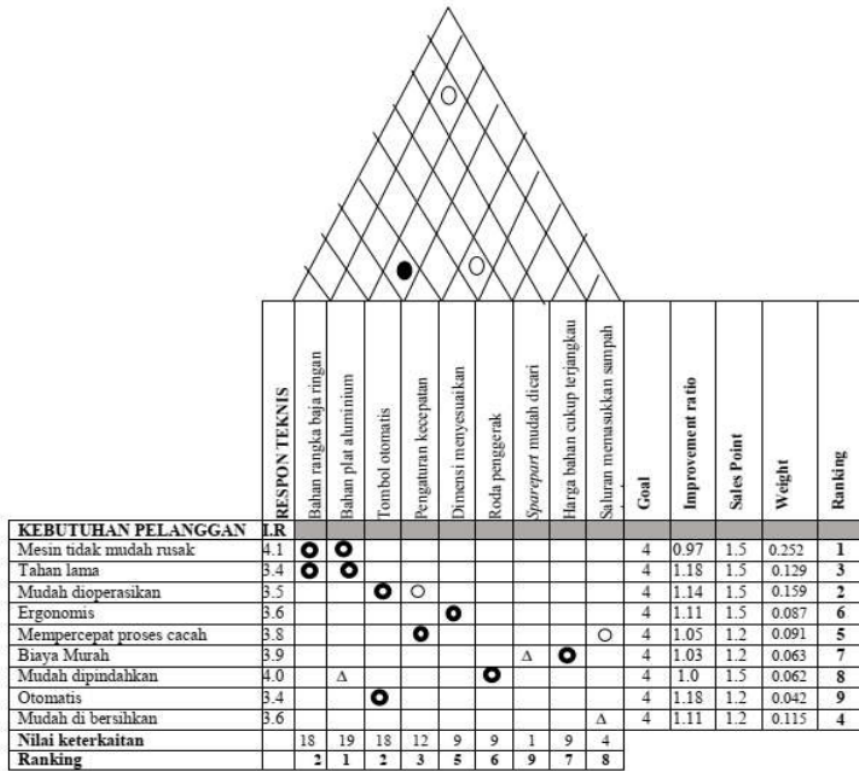 RESPON TEKNIS
Bahan rangka baja ringan
Bahan plat aluminium
Tombol otomatis
Pengaturan kecepatan
Dimensi menyesuaikan
Roda penggerak
Sparepart mudah dicari
Harga bahan cukup terjangkau
Saluran memasukkan sampah
Goal
Improvement ratio
Sales Point
Weight
Ranking
KEBUTUHAN PELANGGAN I.R
Mesin tidak mudah rusak 4.1 4 0.97 1.5 0.252 1
Tahan lama 3.4 4 1.18 1.5 0.129 3
Mudah dioperasikan 3.5 4 1.14 1.5 0.159 2
Ergonomis 3.6 4 1.11 1.5 0.087 6
Mempercepat proses cacah 3.8 4 1.05 1.2 0.091 5
Biaya Murah 3.9 Δ 4 1.03 1.2 0.063 7
Mudah dipindahkan 4.0 Δ 4 1.0 1.5 0.062 8
Otomatis 3.4 4 1.18 1.2 0.042 9
Mudah di bersihkan 3.6 Δ 4 1.11 1.2 0.115 4
Nilai keterkaitan 18 19 18 12 9 9 1 9 4
Ranking 2 1 2 3 5 6 9 7 8